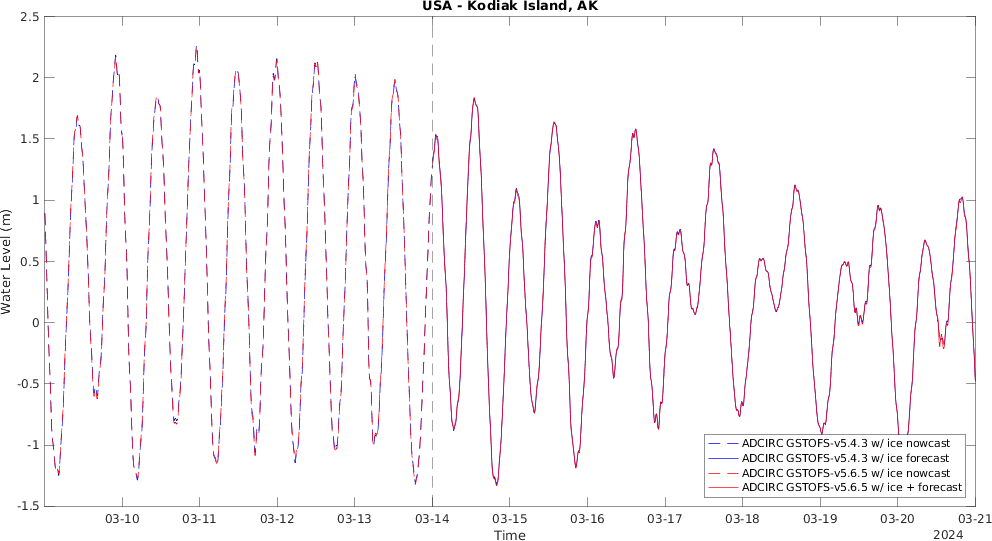 USA - Kodiak Island, AK
2.5
2
1.5
1
0.5
0
-0.5
-1
-1.5
Water Level (m)
ADCIRC GSTOFS-v5.4.3 w/ ice nowcast
ADCIRC GSTOFS-v5.4.3 w/ ice forecast
ADCIRC GSTOFS-v5.6.5 w/ ice nowcast
ADCIRC GSTOFS-v5.6.5 w/ ice + forecast
03-10 03-11 03-12 03-13 03-14 03-15 03-16 03-17 03-18 03-19 03-20 03-21
Time
2024